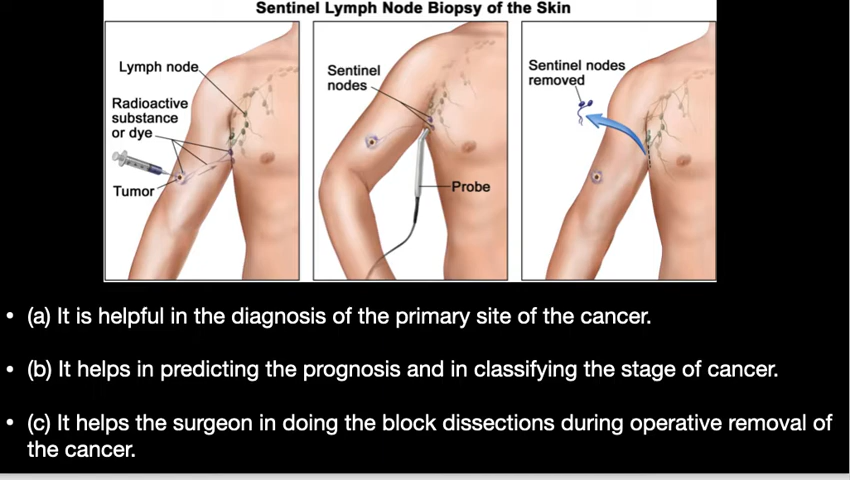 Sentinel Lymph Node Biopsy of the Skin
Lymph node
Radioactive
substance
or dye
Tumor
Sentinel
nodes
Probe
Sentinel nodes
removed
• (a) It is helpful in the diagnosis of the primary site of the cancer.
• (b) It helps in predicting the prognosis and in classifying the stage of cancer.
• (c) It helps the surgeon in doing the block dissections during operative removal of
the cancer.